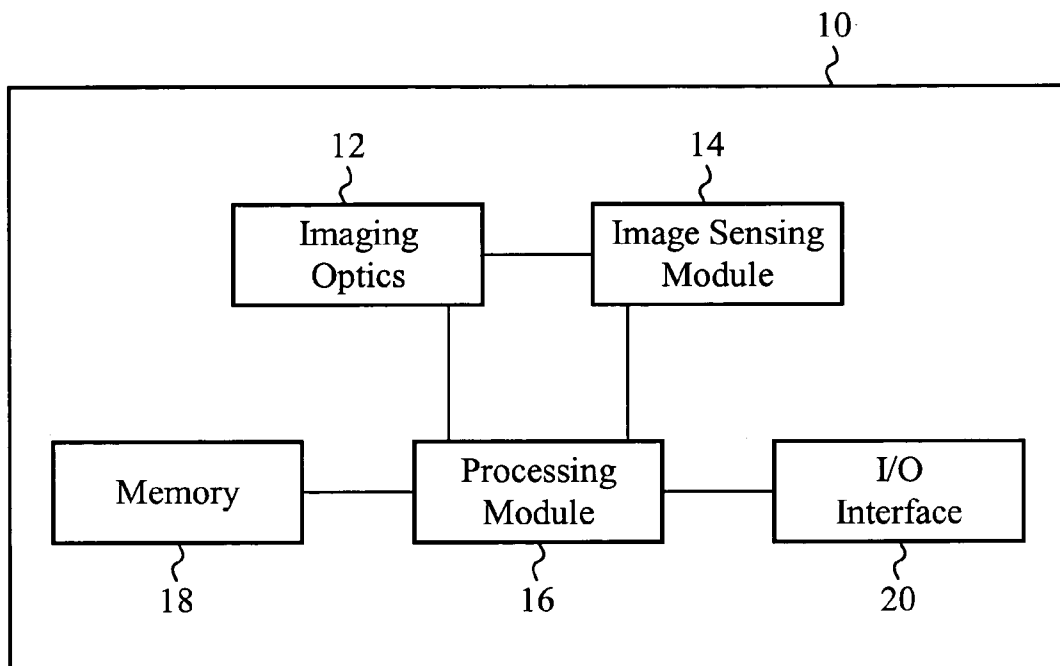 10
12
14
Imaging
Optics
Image Sensing
Module
Memory
Processing
Module
I/O
Interface
18
16
20